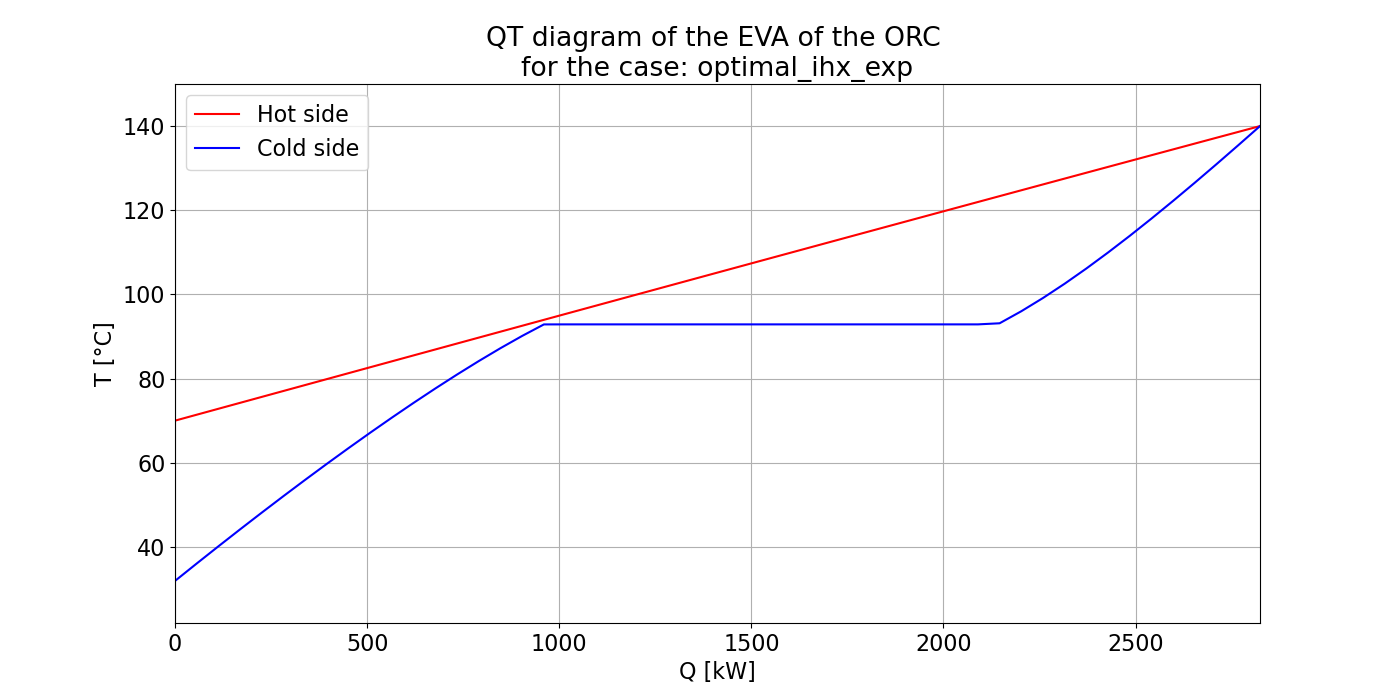 QT diagram of the EVA of the ORC
for the case: optimal_ihx_exp
Hot side
Cold side
140
120
100
80
60
40
T [°C]
0 500 1000 1500 2000 2500
Q [kW]